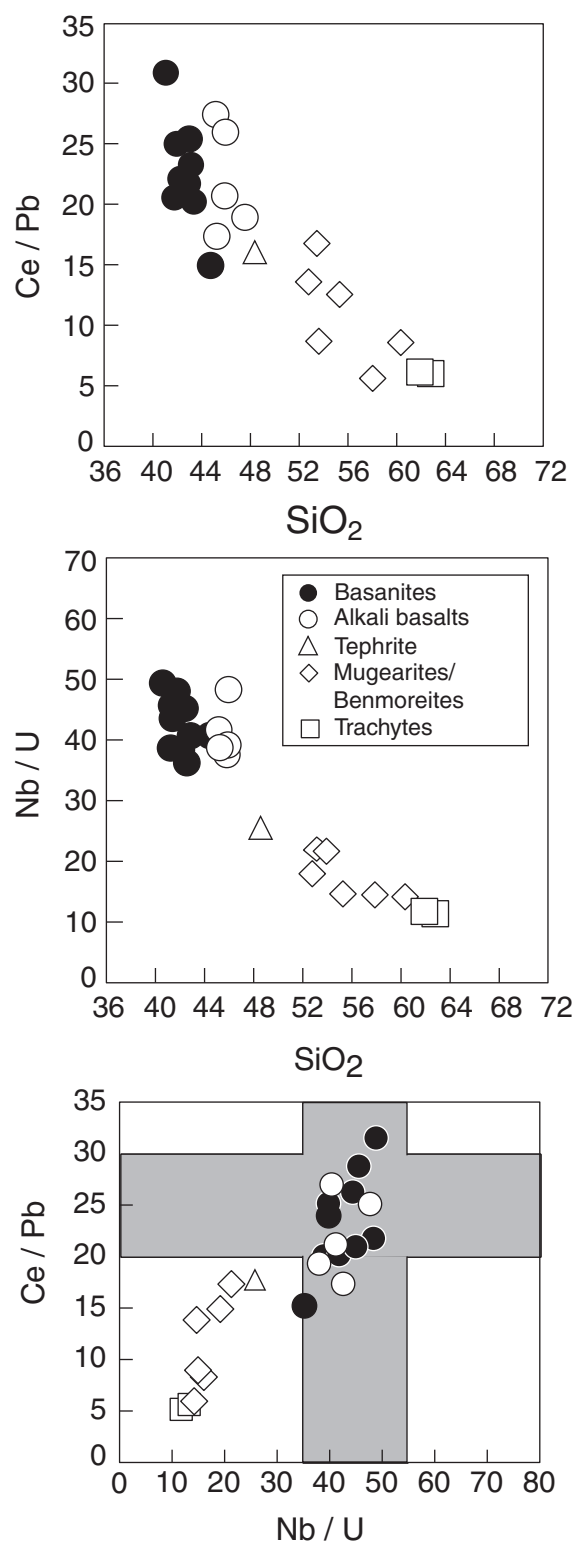 35
30
25
20
15
10
5
0
Ce / Pb
36 40 44 48 52 56 60 64 68 72
SiO2
70
60
50
40
30
20
10
0
Nb / U
Basanites
Alkali basalts
Tephrite
Mugearites/
Benmoreites
Trachytes
36 40 44 48 52 56 60 64 68 72
SiO2
35
30
25
20
15
10
5
0
Ce / Pb
0 10 20 30 40 50 60 70 80
Nb / U